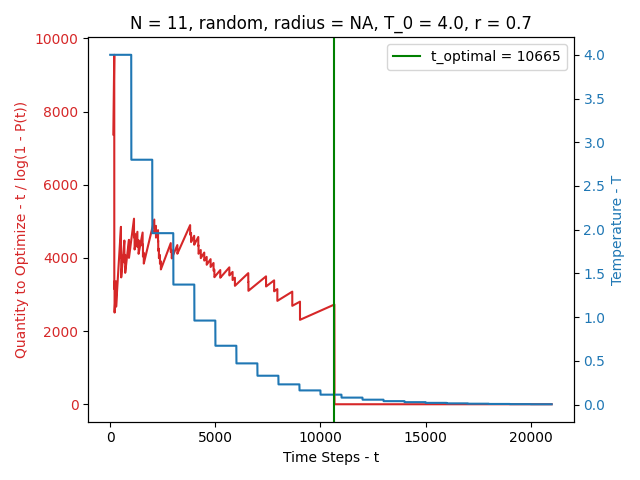 N = 11, random, radius = NA, T_0 = 4.0, r = 0.7
t_optimal = 10665
Quantity to Optimize - t / log(1 - P(t))
10000
8000
6000
4000
2000
0
Temperature - T
4.0
3.5
3.0
2.5
2.0
1.5
1.0
0.5
0.0
0 5000 10000 15000 20000
Time Steps - t